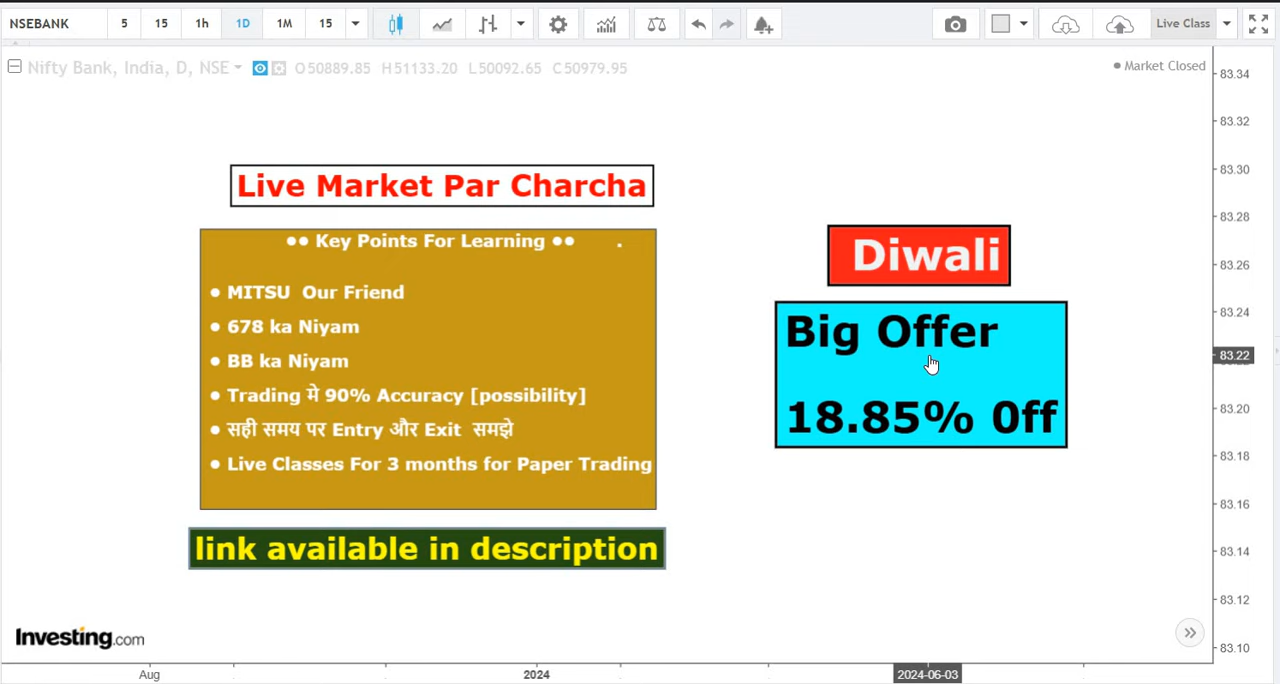 NSEBANK 5 15 1h 1D 1M 15 Live Class
Nifty Bank, India, D, NSE O50889.85 H51133.20 L50092.65 C50979.95 Market Closed
Live Market Par Charcha
•• Key Points For Learning •• .
• MITSU Our Friend
• 678 ka Niyam
• BB ka Niyam
• Trading मे 90% Accuracy [possibility]
• सही समय पर Entry और Exit समझे
• Live Classes For 3 months for Paper Trading
link available in description
Diwali
Big Offer
18.85% 0ff
83.34
83.32
83.30
83.28
83.26
83.24
83.22
83.20
83.18
83.16
83.14
83.12
83.10
Investing.com
Aug 2024 2024-06-03